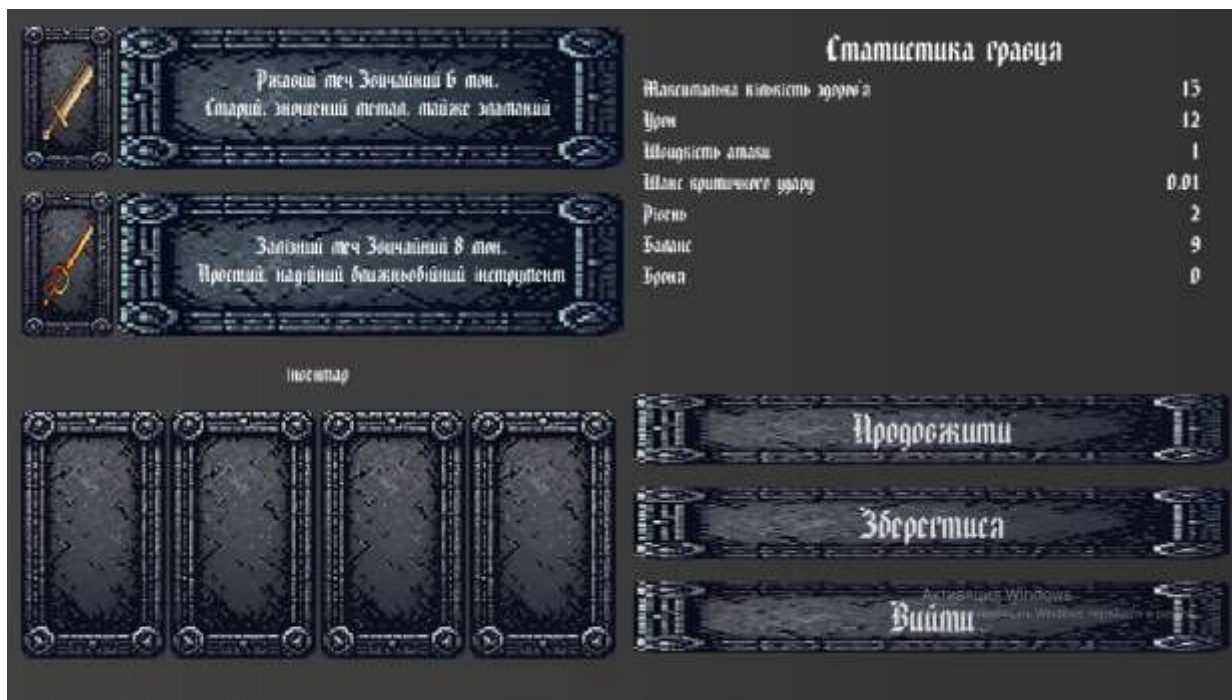 Ржавий меч Звичайний 6 мон.
Старий, зношений метал, майже зламаний
Залізний меч Звичайний 8 мон.
Простий, надійний ближньобійний інструмент
Інвентар
Статистика гравця
Максимальна кількість здоров'я 15
Урон 12
Швидкість атаки 1
Шанс критичного удару 0.01
Рівень 2
Баланс 9
Броня 0
Продовжити
Зберегтися
Вийти
Активация Windows